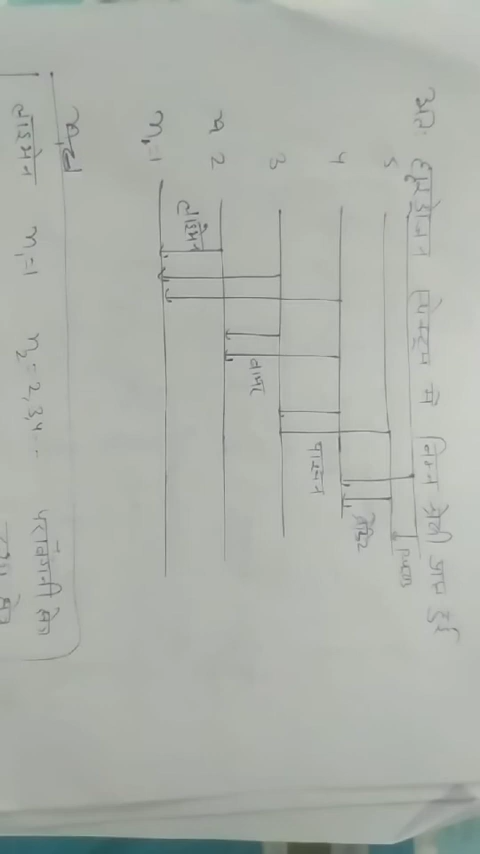 अतः हाइड्रोजन स्पेक्ट्रम में निम्न श्रेणी प्राप्त हुई
5
4
3
2
n₁=1
लाइमेन
बामर
पाश्चन
ब्रैकेट
लाइमेन n₁=1 n₂=2,3,4.. पराबैंगनी क्षेत्र